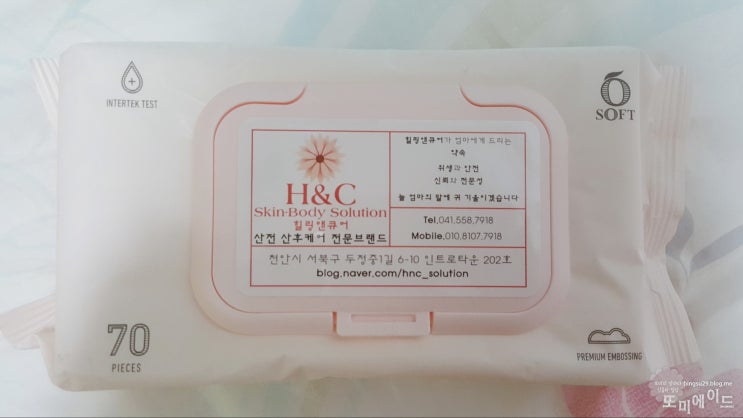 INTERTEK TEST
SOFT
H&C
Skin·Body Solution
힐링앤큐어
산전 산후케어 전문브랜드
힐링앤큐어가 엄마에게 드리는
약속
위생과 안전
신뢰와 전문성
늘 엄마의 말에 귀 기울이겠습니다
Tel.041.558.7918
Mobile.010.8107.7918
천안시 서북구 두정중1길 6-10 인트로타운 202호
blog.naver.com/hnc_solution
70
PIECES
PREMIUM EMBOSSING
pingsu29.blog.me
또미에이드